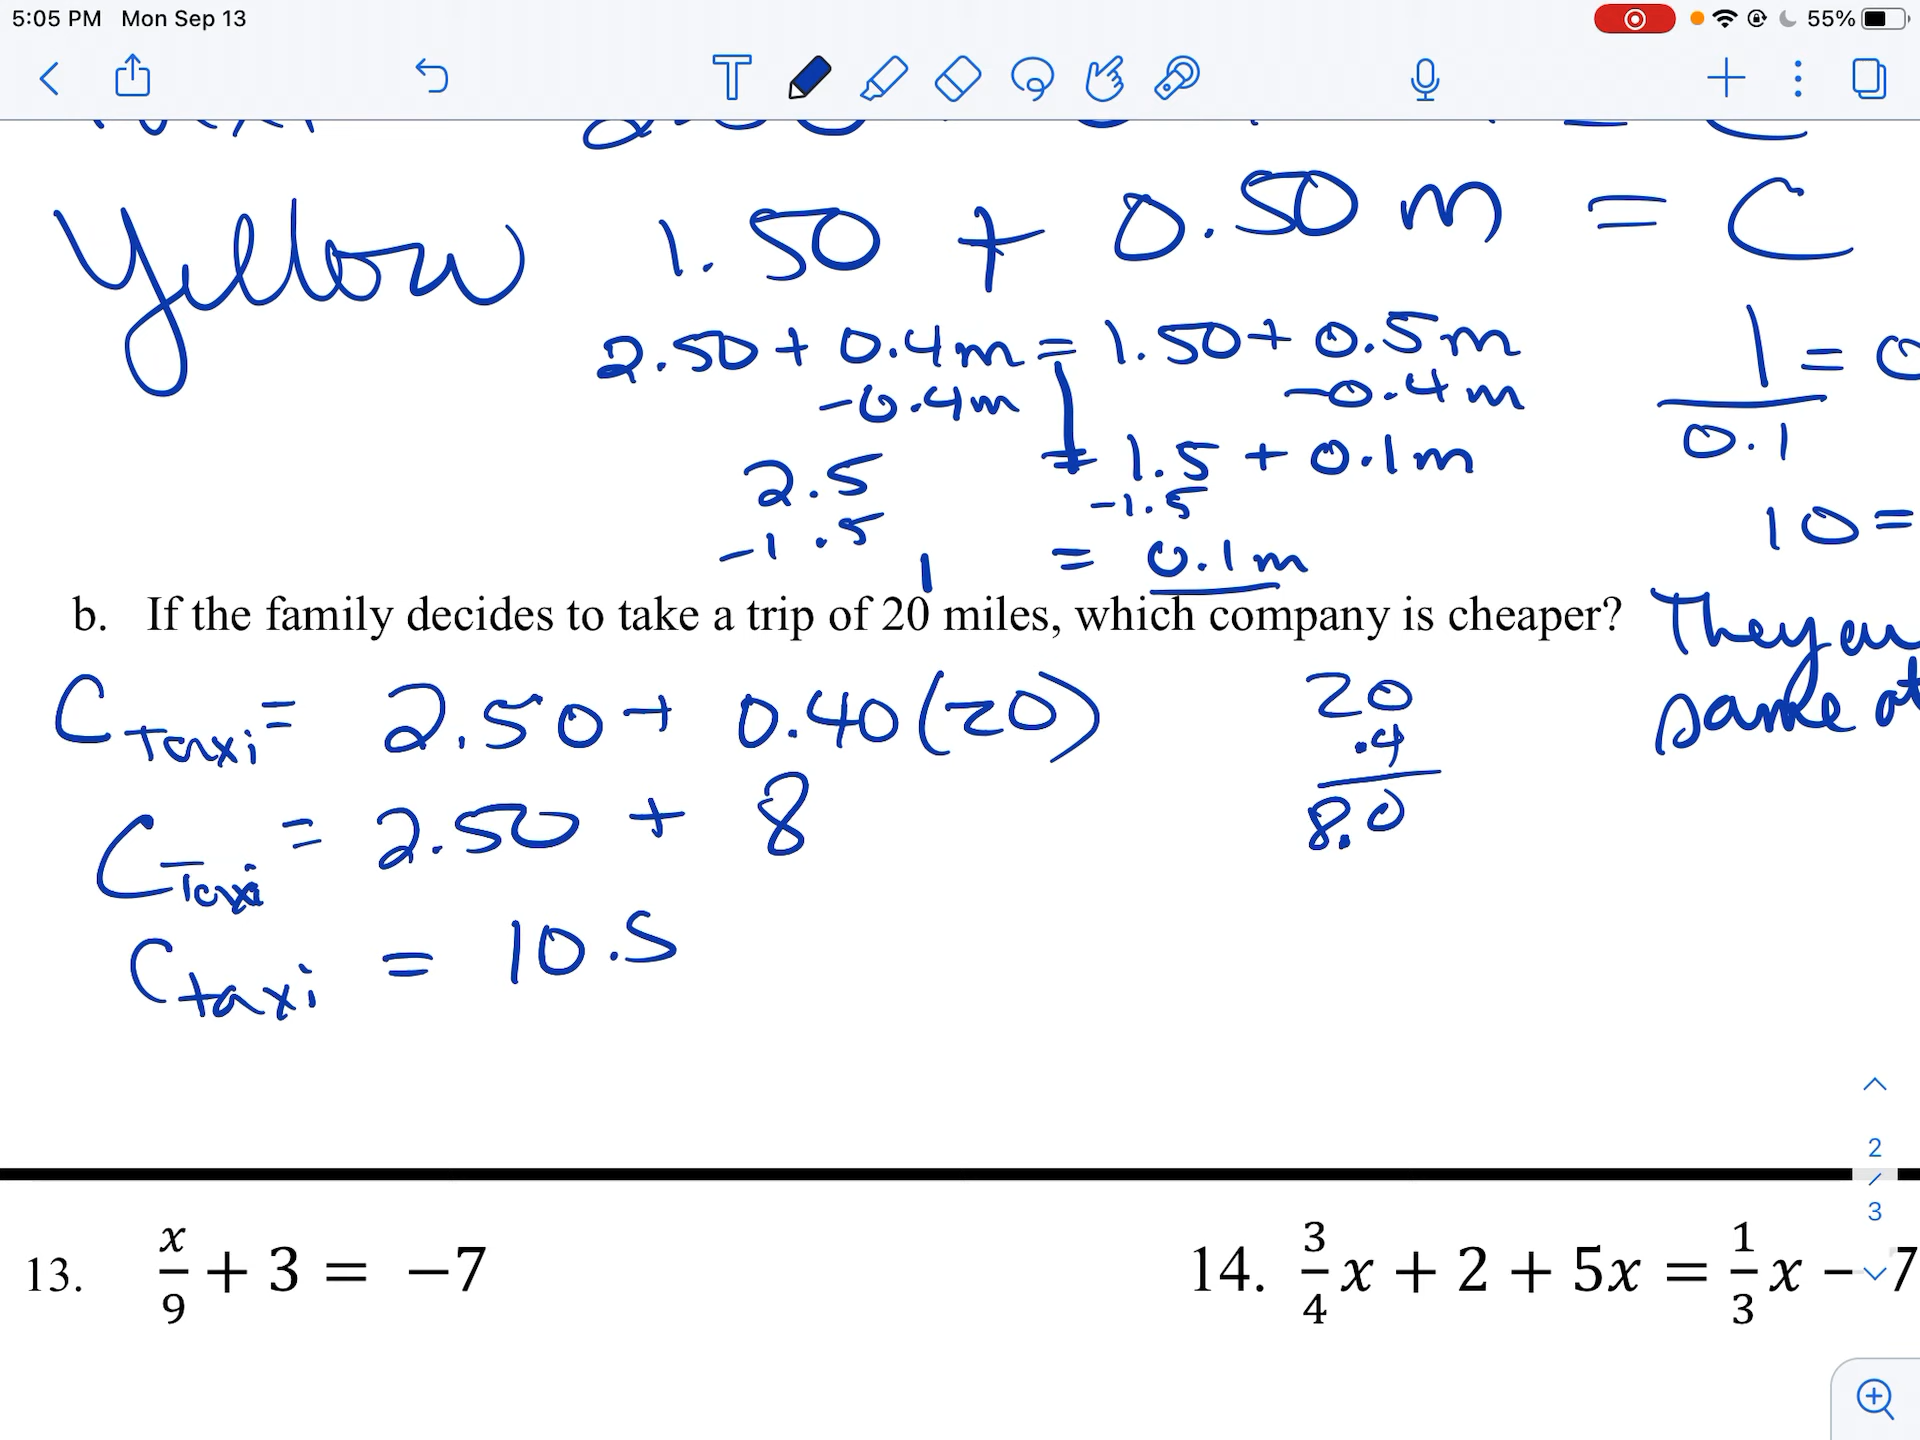 5:05 PM Mon Sep 13 55%
T
Yellow 1.50 + 0.50 m = C
2.50 + 0.4m = 1.50 + 0.5m
-0.4m -0.4m
2.5 = 1.5 + 0.1m
-1.5 -1.5
1 = 0.1m
1 =
0.1
10 =
b. If the family decides to take a trip of 20 miles, which company is cheaper?
They
same at
C Taxi = 2.50 + 0.40(20)
C Taxi = 2.50 + 8
C taxi = 10.5
20
.4
8.0
2
/
3
13. x/9 + 3 = −7
14. 3/4 x + 2 + 5x = 1/3 x − 7